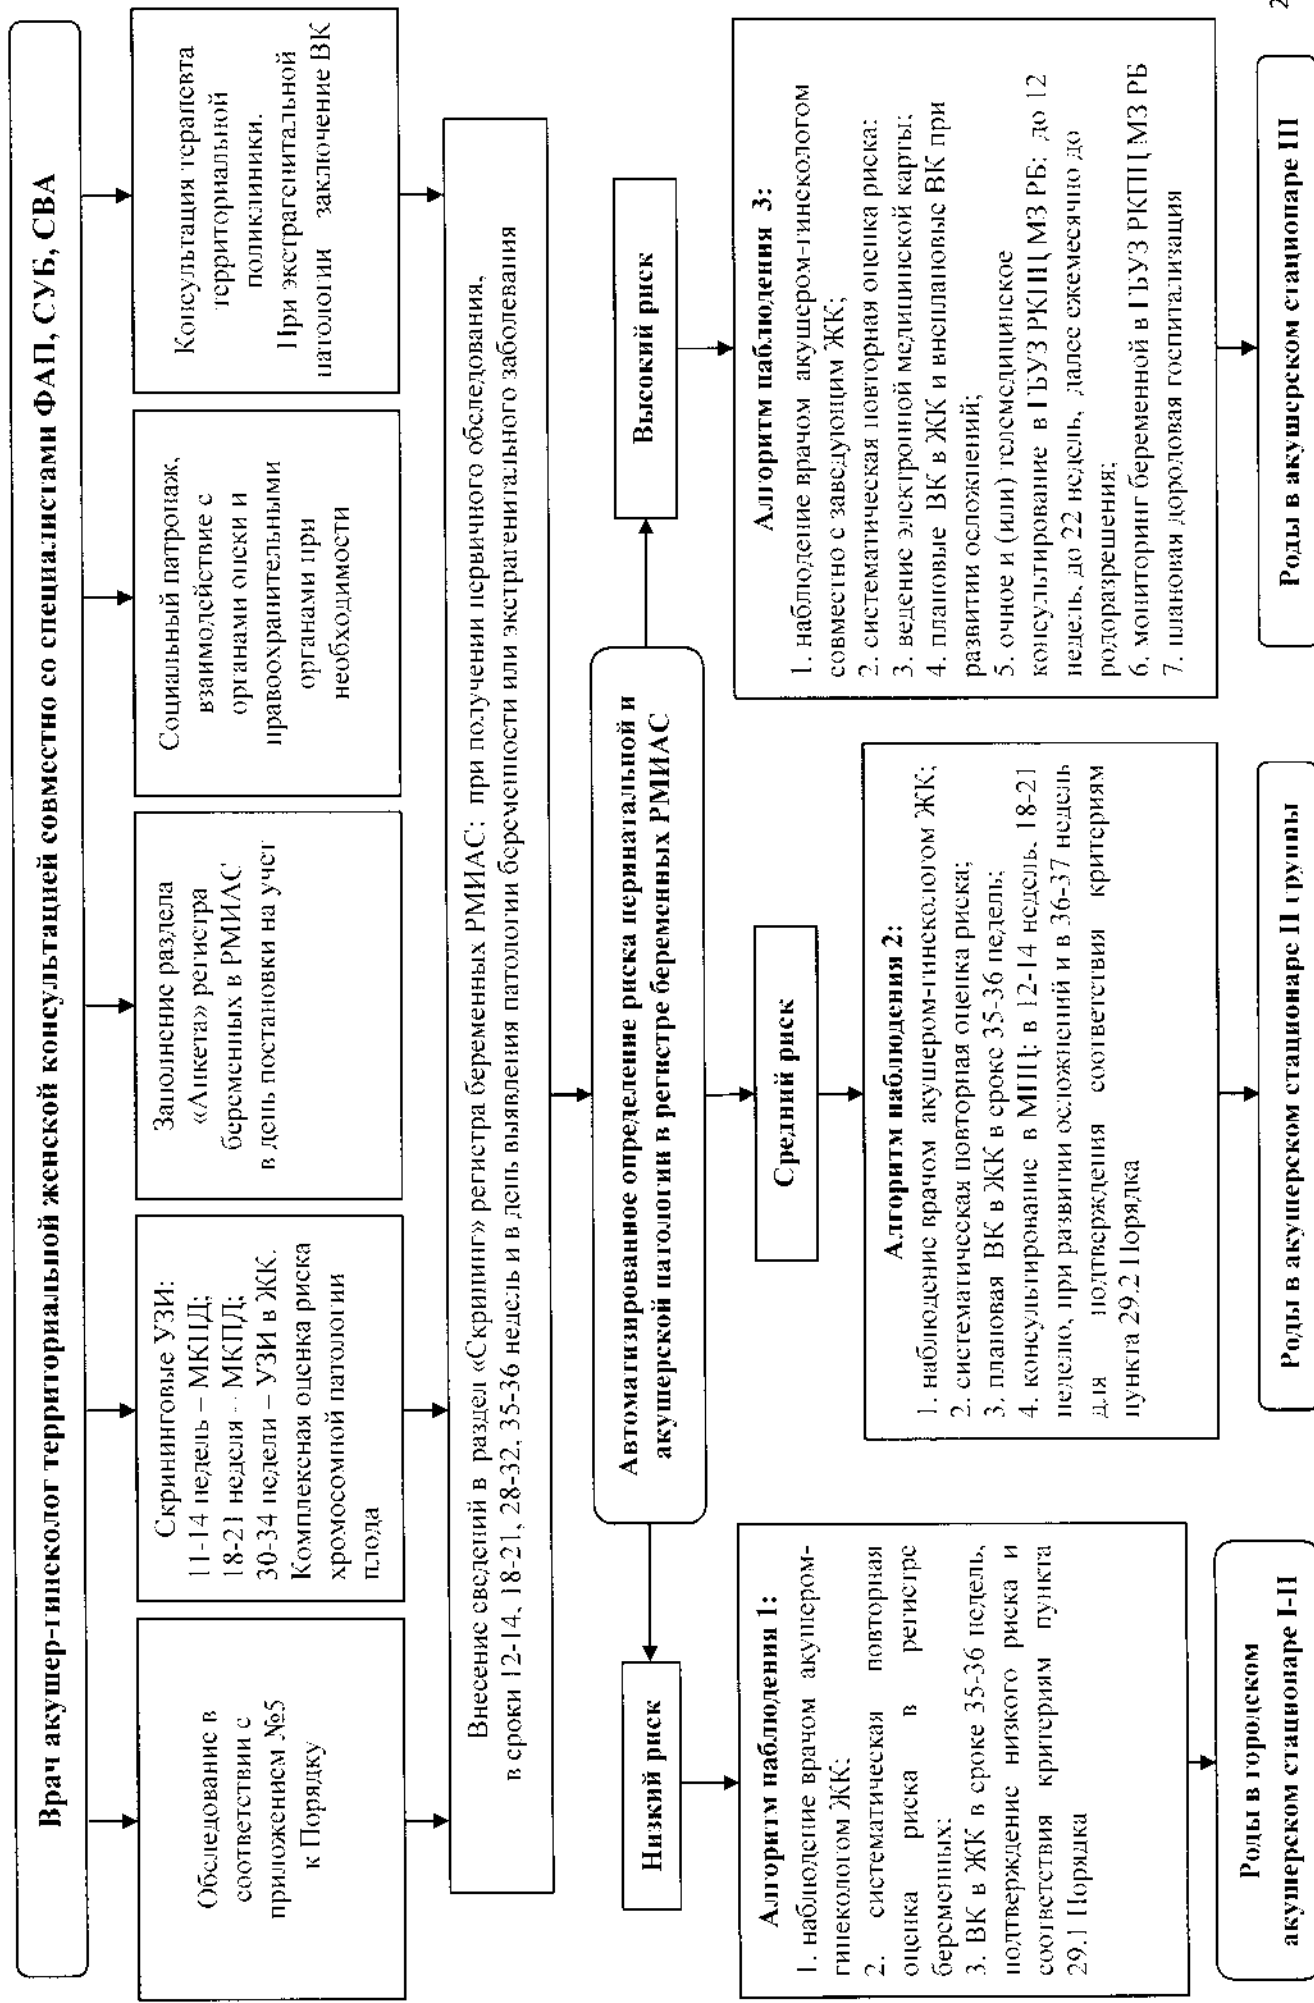 Врач акушер-гинеколог территориальной женской консультацией совместно со специалистами ФАП, СУБ, СВА
Обследование в
соответствии с
приложением №5
к Порядку
Скрининговые УЗИ:
11-14 недель – МКПД;
18-21 неделя - МКПД;
30-34 недели – УЗИ в ЖК.
Комплексная оценка риска
хромосомной патологии
плода
Заполнение раздела
«Анкета» регистра
беременных в РМИАС
в день постановки на учет
Социальный патронаж,
взаимодействие с
органами опеки и
правоохранительными
органами при
необходимости
Консультация терапевта
территориальной
поликлиники.
При экстрагенитальной
патологии заключение ВК
Внесение сведений в раздел «Скрининг» регистра беременных РМИАС: при получении первичного обследования,
в сроки 12-14, 18-21, 28-32, 35-36 недель и в день выявления патологии беременности или экстрагенитального заболевания
Автоматизированное определение риска перинатальной и
акушерской патологии в регистре беременных РМИАС
Низкий риск
Средний риск
Высокий риск
Алгоритм наблюдения 1:
1. наблюдение врачом акушером-
гинекологом ЖК;
2. систематическая повторная
оценка риска в регистре
беременных;
3. ВК в ЖК в сроке 35-36 недель,
подтверждение низкого риска и
соответствия критериям пункта
29.1 Порядка
Алгоритм наблюдения 2:
1. наблюдение врачом акушером-гинекологом ЖК;
2. систематическая повторная оценка риска;
3. плановая ВК в ЖК в сроке 35-36 недель;
4. консультирование в МПЦ: в 12-14 недель, 18-21
неделю, при развитии осложнений и в 36-37 недель
для подтверждения соответствия критериям
пункта 29.2 Порядка
Алгоритм наблюдения 3:
1. наблюдение врачом акушером-гинекологом
совместно с заведующим ЖК;
2. систематическая повторная оценка риска;
3. ведение электронной медицинской карты;
4. плановые ВК в ЖК и внеплановые ВК при
развитии осложнений;
5. очное и (или) телемедицинское
консультирование в ГБУЗ РКПЦ МЗ РБ: до 12
недель, до 22 недель, далее ежемесячно до
родоразрешения;
6. мониторинг беременной в ГБУЗ РКПЦ МЗ РБ
7. плановая дородовая госпитализация
Роды в городском
акушерском стационаре I-II
Роды в акушерском стационаре II группы
Роды в акушерском стационаре III
2